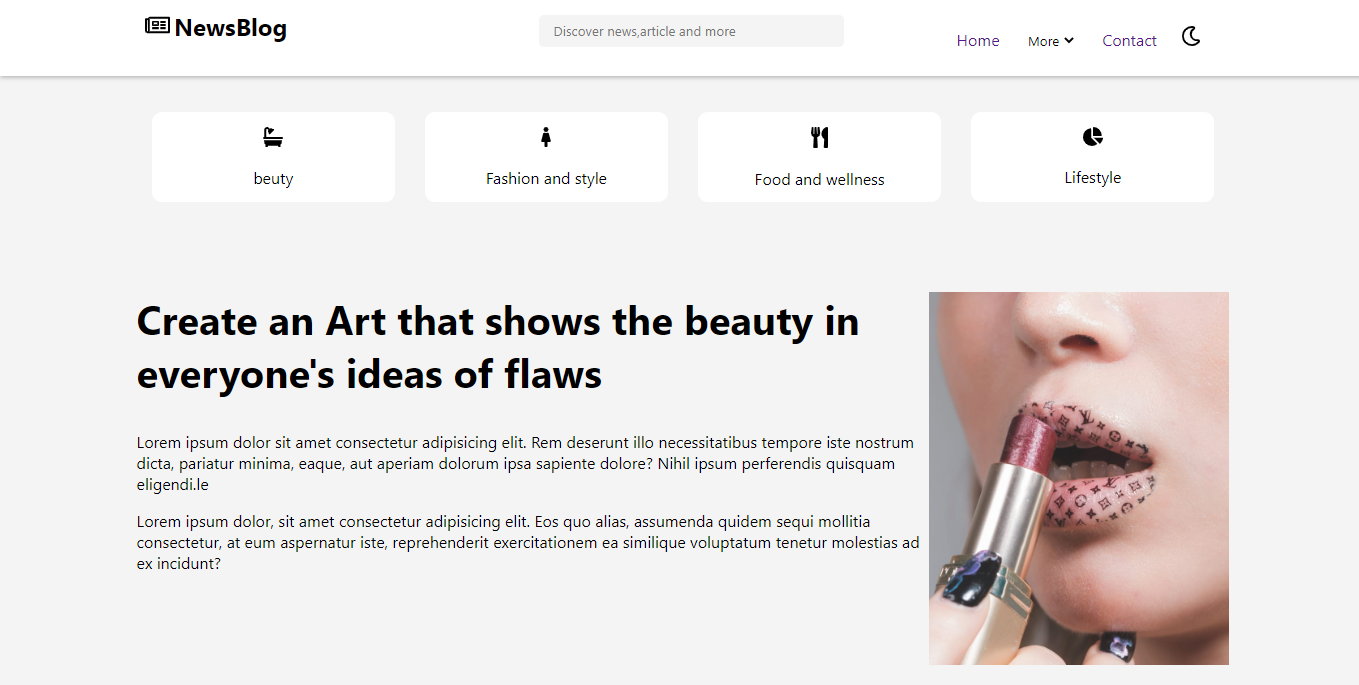 NewsBlog
Discover news,article and more
Home
More
Contact
beuty
Fashion and style
Food and wellness
Lifestyle
Create an Art that shows the beauty in
everyone's ideas of flaws
Lorem ipsum dolor sit amet consectetur adipisicing elit. Rem deserunt illo necessitatibus tempore iste nostrum
dicta, pariatur minima, eaque, aut aperiam dolorum ipsa sapiente dolore? Nihil ipsum perferendis quisquam
eligendi.le
Lorem ipsum dolor, sit amet consectetur adipisicing elit. Eos quo alias, assumenda quidem sequi mollitia
consectetur, at eum aspernatur iste, reprehenderit exercitationem ea similique voluptatum tenetur molestias ad
ex incidunt?